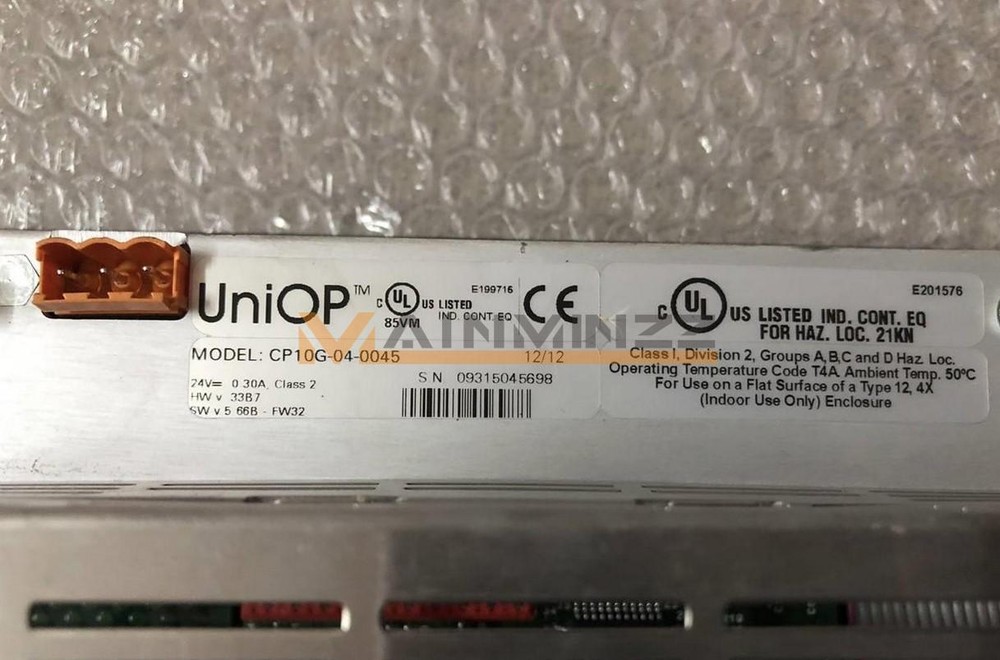 UniOP™
C UL US LISTED
85VM IND. CONT. EQ
E199716
CE
MODEL: CP10G-04-0045 12/12
24V= 0.30A, Class 2
HW v 33B7
SW v 5 66B - FW32
S N 09315045698
E201576
C UL US LISTED IND. CONT. EQ
FOR HAZ. LOC. 21KN
Class I, Division 2, Groups A,B,C and D Haz. Loc.
Operating Temperature Code T4A. Ambient Temp. 50°C
For Use on a Flat Surface of a Type 12, 4X
(Indoor Use Only) Enclosure